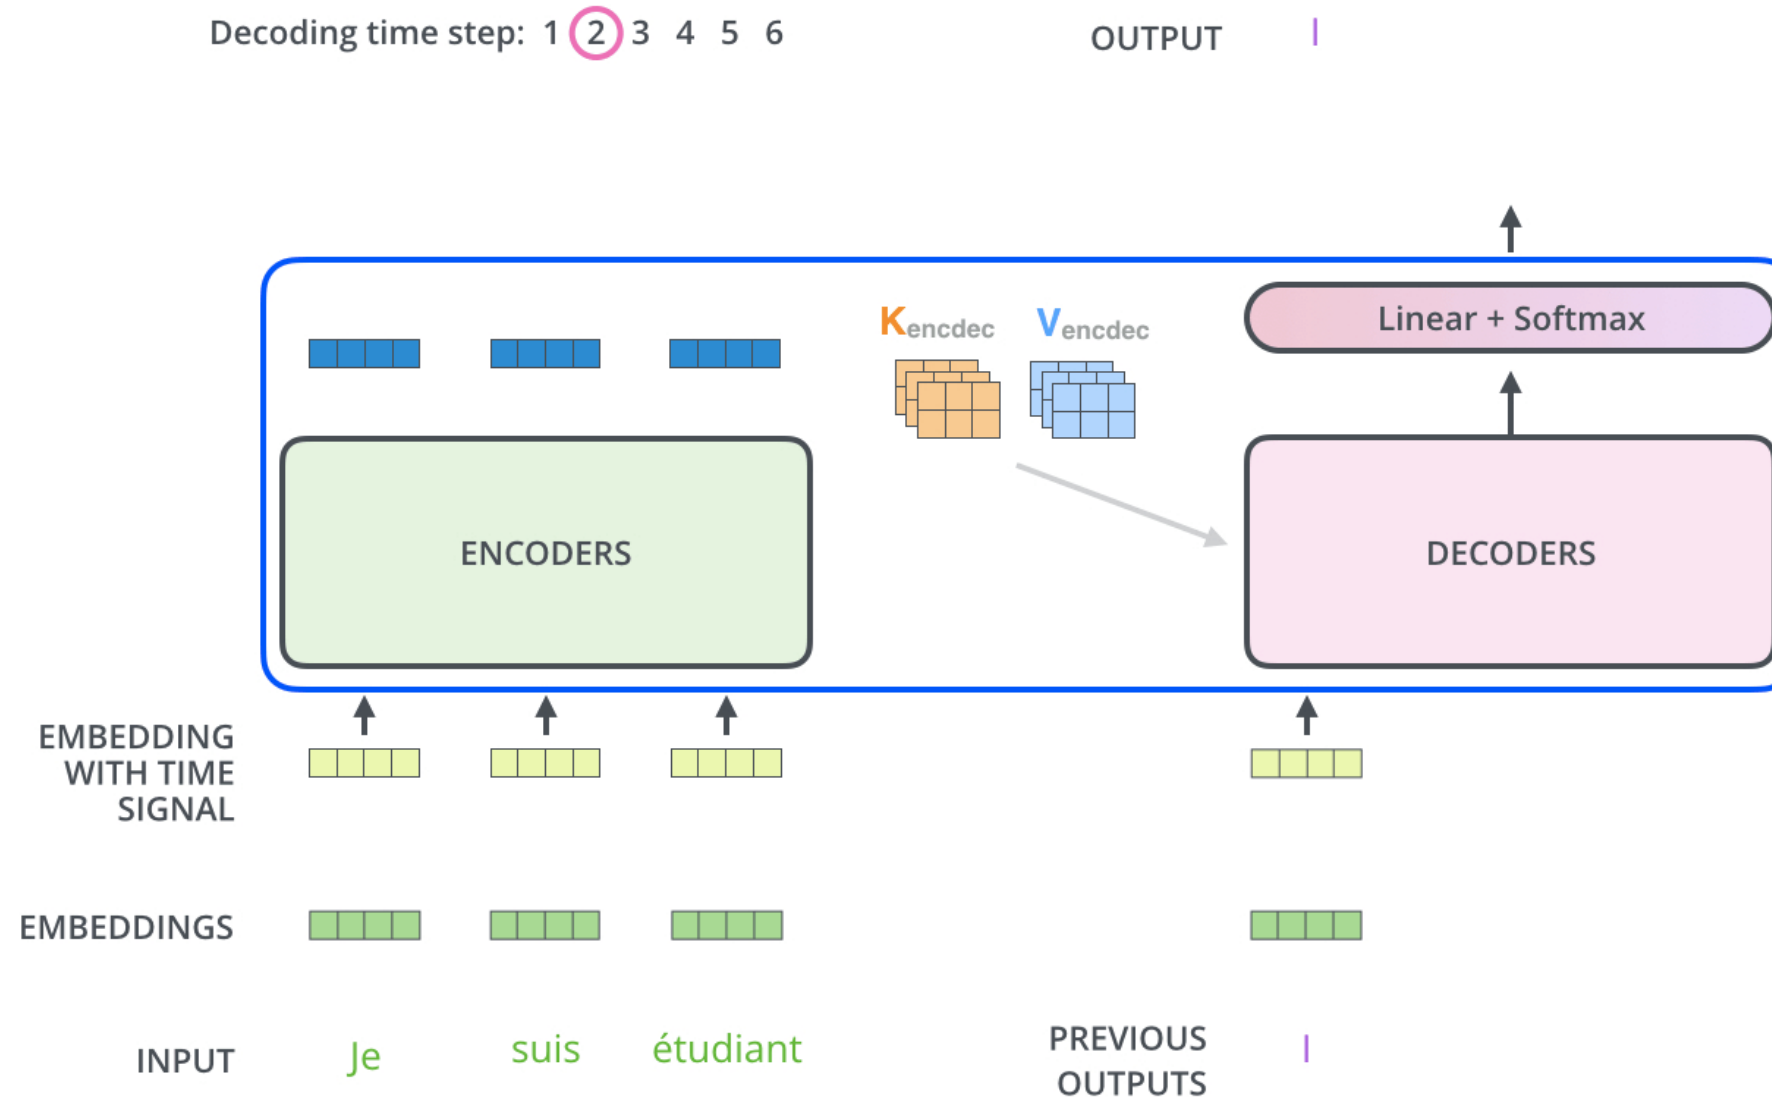 Decoding time step: 1 2 3 4 5 6
OUTPUT I
Kencdec Vencdec
Linear + Softmax
ENCODERS
DECODERS
EMBEDDING
WITH TIME
SIGNAL
EMBEDDINGS
INPUT Je suis étudiant
PREVIOUS
OUTPUTS
I